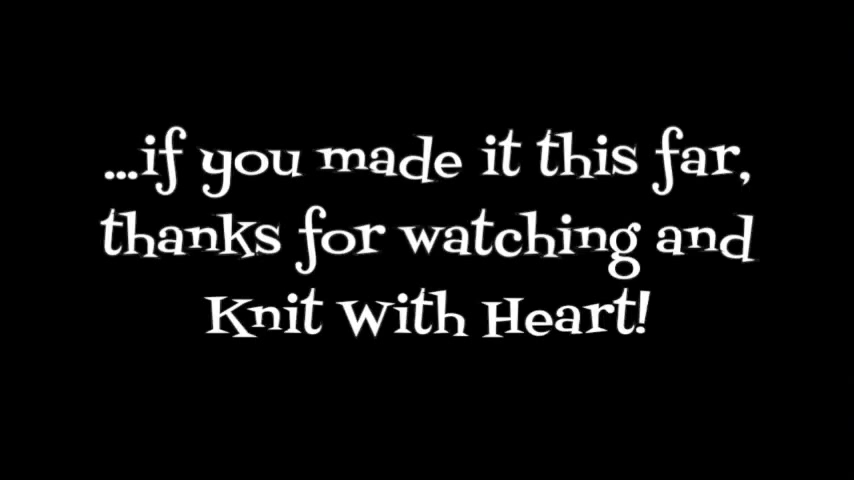 ...if you made it this far,
thanks for watching and
Knit With Heart!